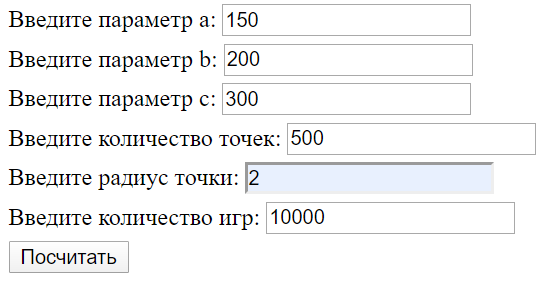 Введите параметр a: 150
Введите параметр b: 200
Введите параметр c: 300
Введите количество точек: 500
Введите радиус точки: 2
Введите количество игр: 10000
Посчитать